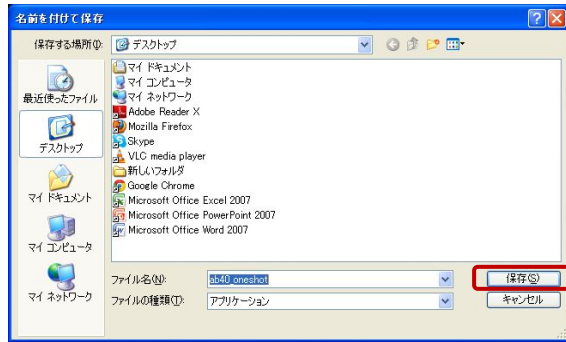 名前を付けて保存
保存する場所(I):
デスクトップ
最近使ったファイル
デスクトップ
マイ ドキュメント
マイ コンピュータ
マイ ネットワーク
マイ ドキュメント
マイ コンピュータ
マイ ネットワーク
Adobe Reader X
Mozilla Firefox
Skype
VLC media player
新しいフォルダ
Google Chrome
Microsoft Office Excel 2007
Microsoft Office PowerPoint 2007
Microsoft Office Word 2007
ファイル名(N):
ab40_oneshot
保存(S)
ファイルの種類(T):
アプリケーション
キャンセル